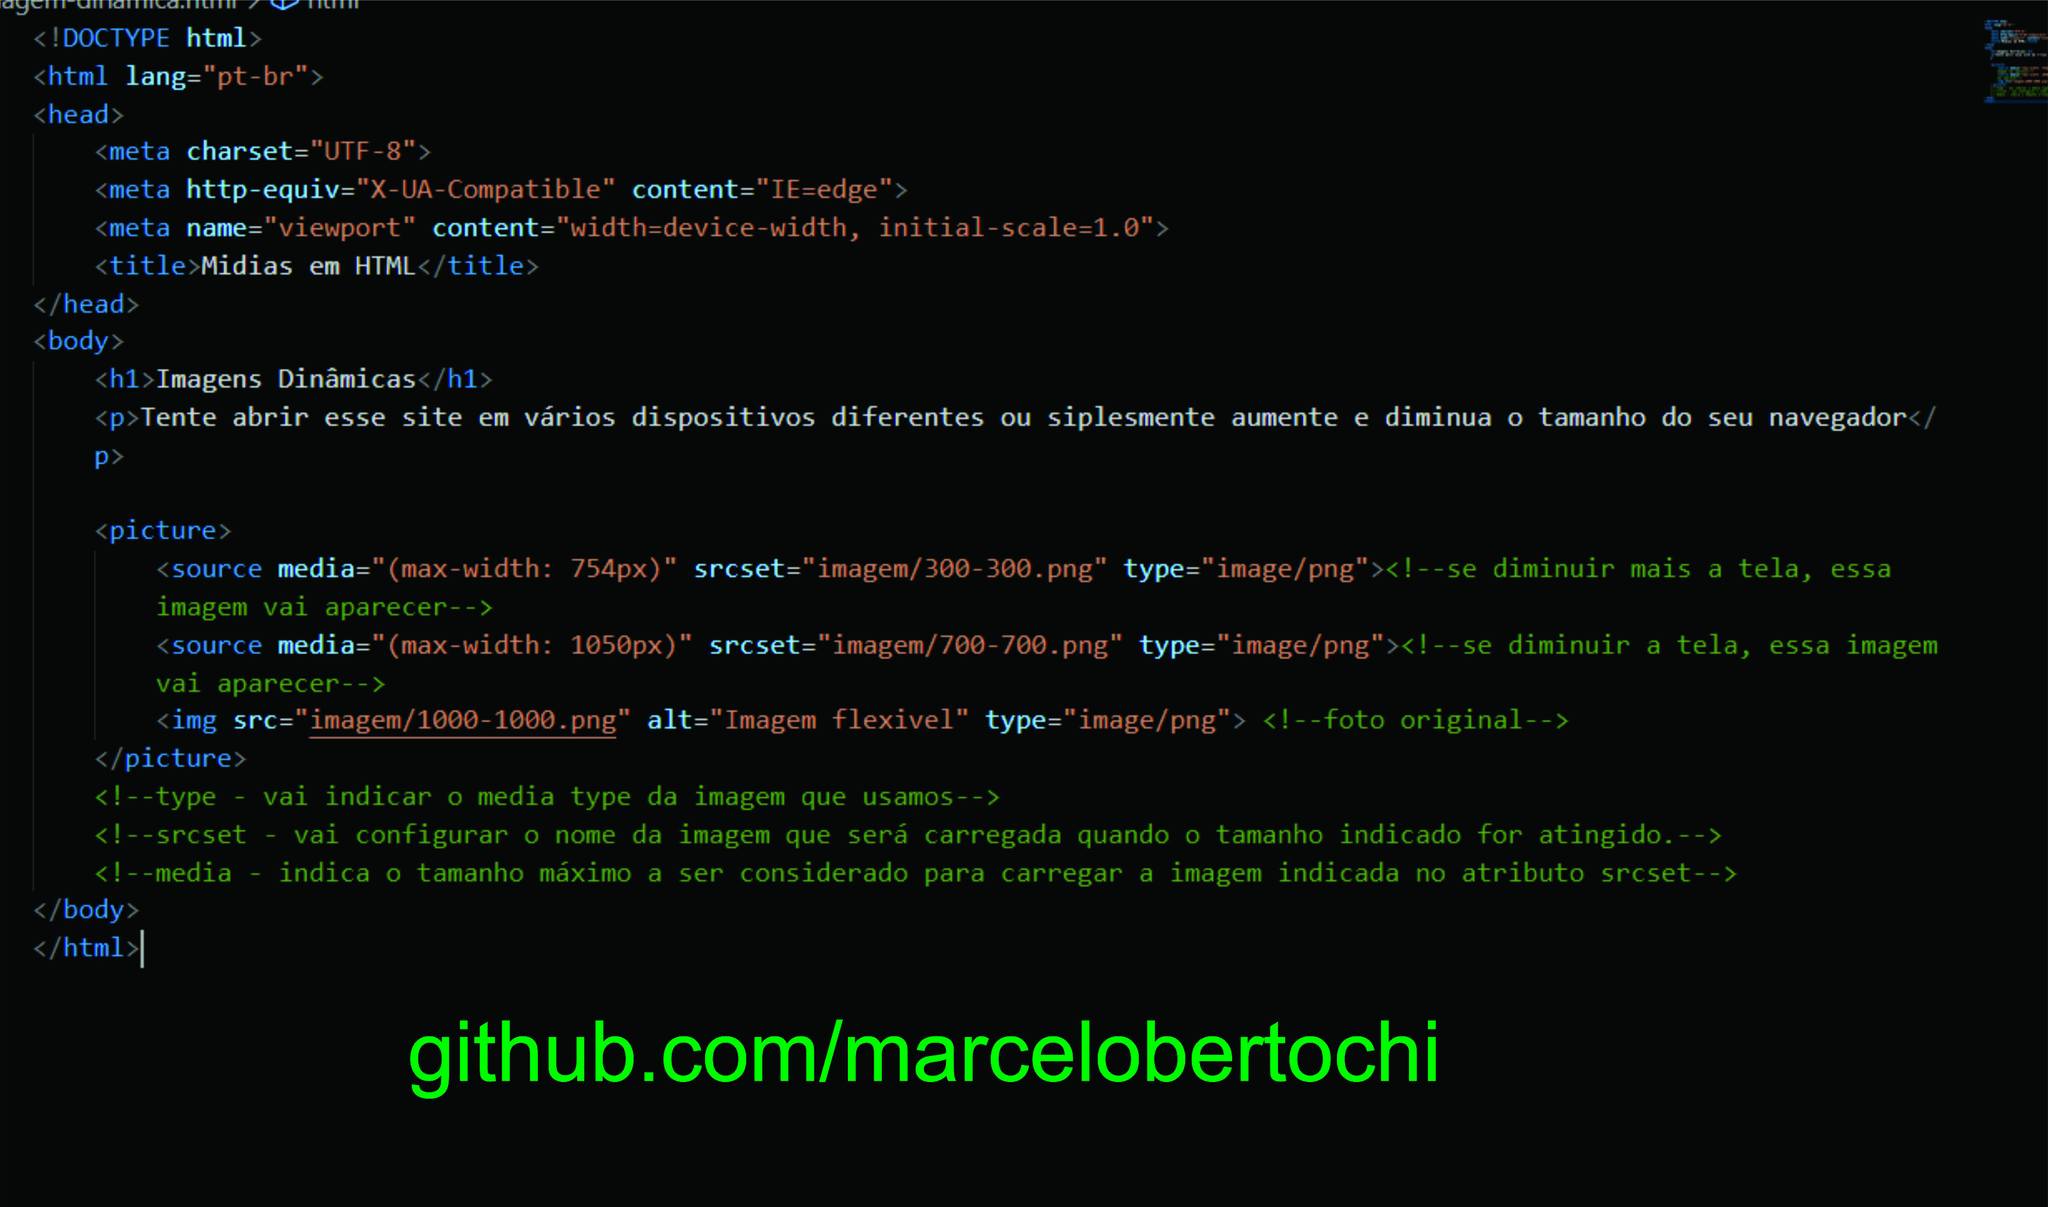 html
<!DOCTYPE html>
<html lang="pt-br">
<head>
<meta charset="UTF-8">
<meta http-equiv="X-UA-Compatible" content="IE=edge">
<meta name="viewport" content="width=device-width, initial-scale=1.0">
<title>Midias em HTML</title>
</head>
<body>
<h1>Imagens Dinâmicas</h1>
<p>Tente abrir esse site em vários dispositivos diferentes ou siplesmente aumente e diminua o tamanho do seu navegador</
p>
<picture>
<source media="(max-width: 754px)" srcset="imagem/300-300.png" type="image/png"><!--se diminuir mais a tela, essa
imagem vai aparecer-->
<source media="(max-width: 1050px)" srcset="imagem/700-700.png" type="image/png"><!--se diminuir a tela, essa imagem
vai aparecer-->
<img src="imagem/1000-1000.png" alt="Imagem flexivel" type="image/png"> <!--foto original-->
</picture>
<!--type - vai indicar o media type da imagem que usamos-->
<!--srcset - vai configurar o nome da imagem que será carregada quando o tamanho indicado for atingido.-->
<!--media - indica o tamanho máximo a ser considerado para carregar a imagem indicada no atributo srcset-->
</body>
</html>
github.com/marcelobertochi